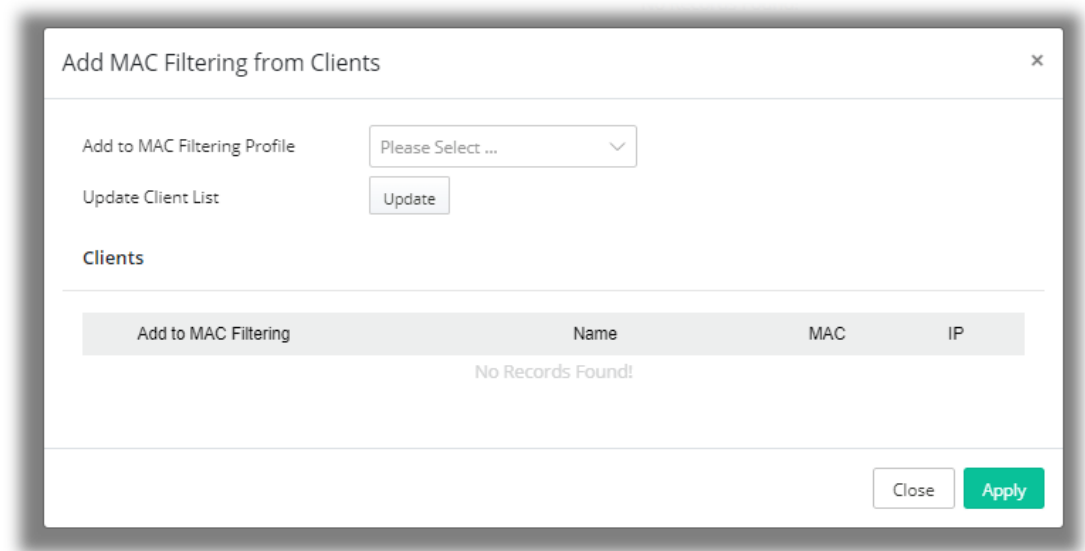 Add MAC Filtering from Clients ×
Add to MAC Filtering Profile Please Select ...
Update Client List Update
Clients
Add to MAC Filtering Name MAC IP
No Records Found!
Close Apply